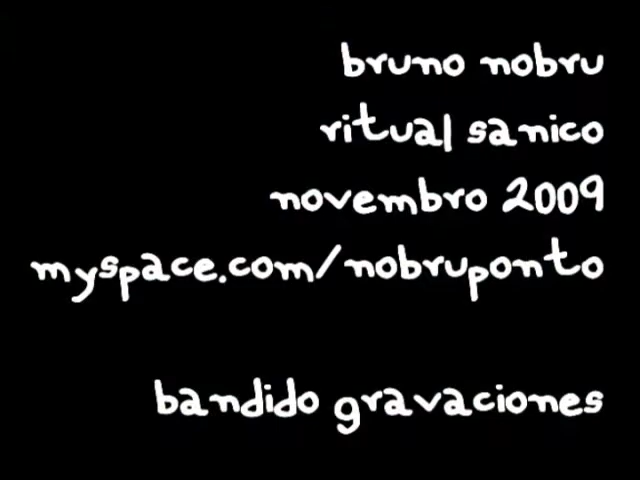 bruno nobru
ritual sanico
novembro 2009
myspace.com/nobruponto
bandido gravaciones